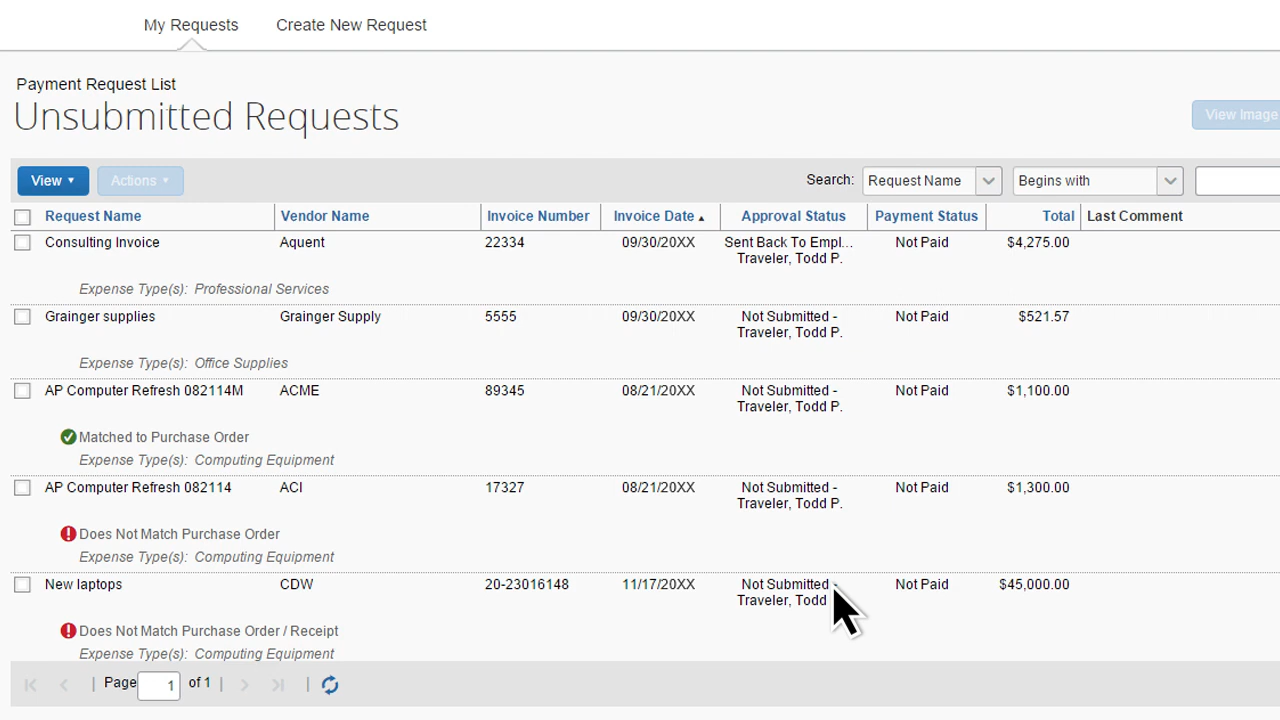 My Requests Create New Request
Payment Request List
Unsubmitted Requests
View Image
View ▾ Actions ▾ Search: Request Name Begins with
Request Name Vendor Name Invoice Number Invoice Date ▲ Approval Status Payment Status Total Last Comment
Consulting Invoice Aquent 22334 09/30/20XX Sent Back To Empl... Not Paid $4,275.00
Traveler, Todd P.
Expense Type(s): Professional Services
Grainger supplies Grainger Supply 5555 09/30/20XX Not Submitted - Not Paid $521.57
Traveler, Todd P.
Expense Type(s): Office Supplies
AP Computer Refresh 082114M ACME 89345 08/21/20XX Not Submitted - Not Paid $1,100.00
Traveler, Todd P.
Matched to Purchase Order
Expense Type(s): Computing Equipment
AP Computer Refresh 082114 ACI 17327 08/21/20XX Not Submitted - Not Paid $1,300.00
Traveler, Todd P.
Does Not Match Purchase Order
Expense Type(s): Computing Equipment
New laptops CDW 20-23016148 11/17/20XX Not Submitted - Not Paid $45,000.00
Traveler, Todd
Does Not Match Purchase Order / Receipt
Expense Type(s): Computing Equipment
| Page 1 of 1 | |